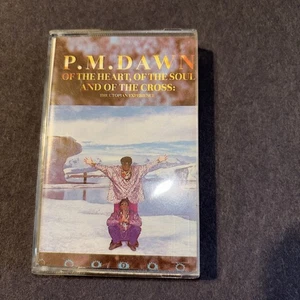 P.M.DAWN
OF THE HEART, OF THE SOUL
AND OF THE CROSS:
THE UTOPIAN EXPERIENCE